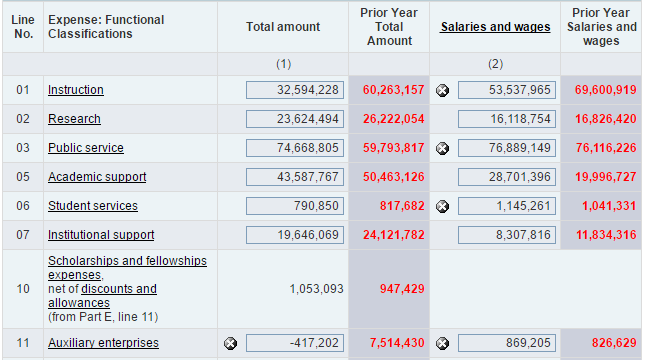 Line No. Expense: Functional Classifications Total amount Prior Year Total Amount Salaries and wages Prior Year Salaries and wages
(1) (2)
01 Instruction 32,594,228 60,263,157 53,537,965 69,600,919
02 Research 23,624,494 26,222,054 16,118,754 16,826,420
03 Public service 74,668,805 59,793,817 76,889,149 76,116,226
05 Academic support 43,587,767 50,463,126 28,701,396 19,996,727
06 Student services 790,850 817,682 1,145,261 1,041,331
07 Institutional support 19,646,069 24,121,782 8,307,816 11,834,316
Scholarships and fellowships
expenses,
10 net of discounts and 1,053,093 947,429
allowances
(from Part E, line 11)
11 Auxiliary enterprises -417,202 7,514,430 869,205 826,629